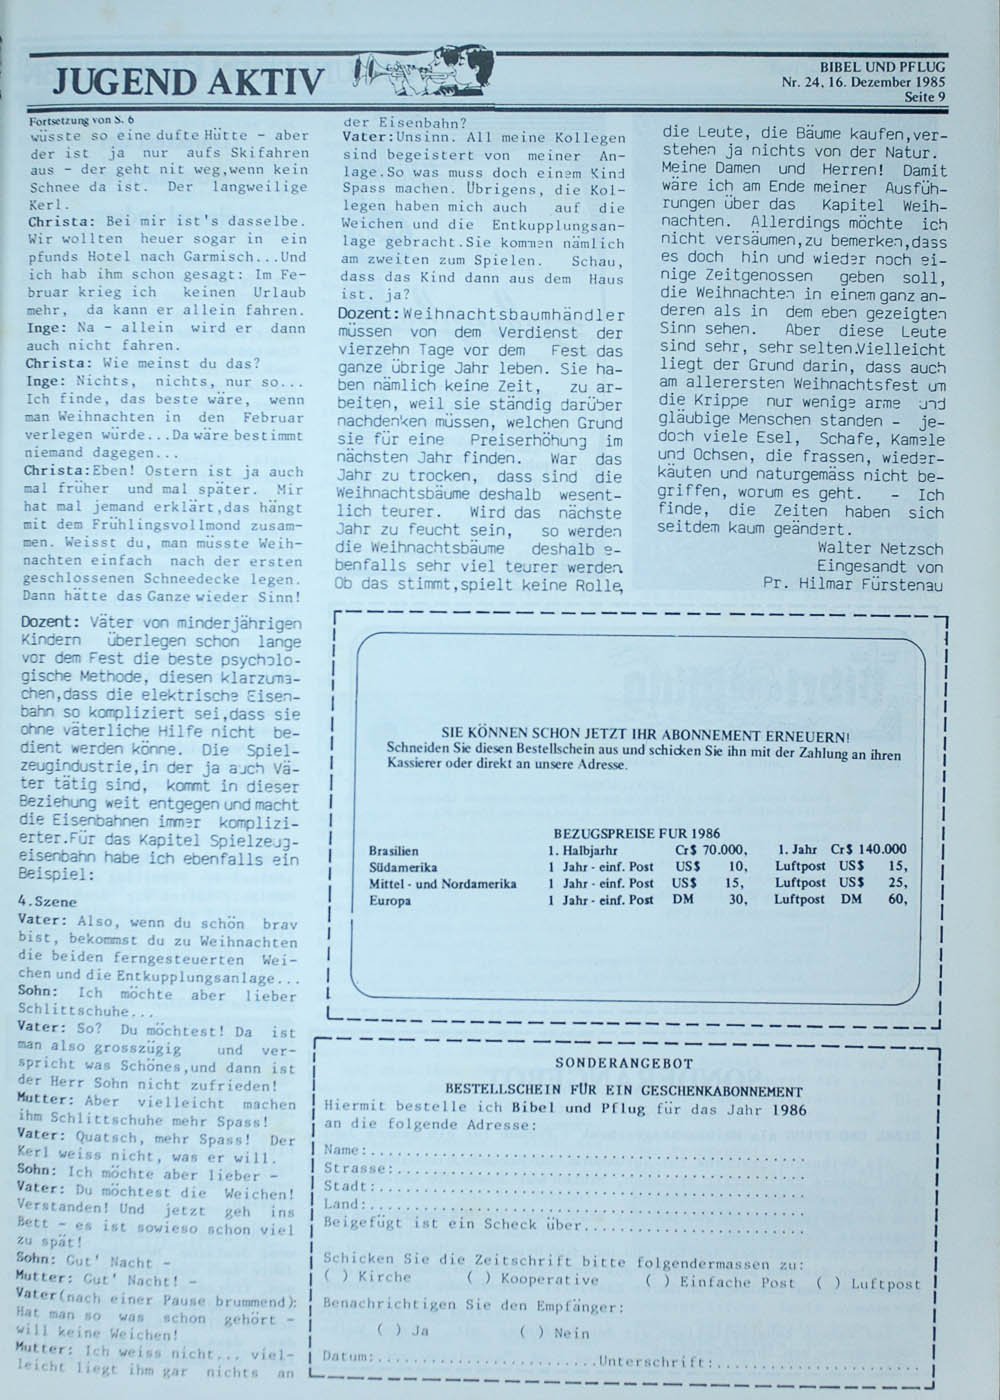 JUGEND AKTIV
BIBEL UND PFLUG
Nr. 24, 16. Dezember 1985
Seite 9
Fortsetzung von S. 6
wüsste so eine dufte Hütte - aber
der ist ja nur aufs Skifahren
aus - der geht nit weg,wenn kein
Schnee da ist. Der langweilige
Kerl.
Christa: Bei mir ist's dasselbe.
Wir wollten heuer sogar in ein
pfunds Hotel nach Garmisch...Und
ich hab ihm schon gesagt: Im Fe-
bruar krieg ich keinen Urlaub
mehr, da kann er allein fahren.
Inge: Na - allein wird er dann
auch nicht fahren.
Christa: Wie meinst du das?
Inge: Nichts, nichts, nur so...
Ich finde, das beste wäre, wenn
man Weihnachten in den Februar
verlegen würde...Da wäre bestimmt
niemand dagegen...
Christa:Eben! Ostern ist ja auch
mal früher und mal später. Mir
hat mal jemand erklärt,das hängt
mit dem Frühlingsvollmond zusam-
men. Weisst du, man müsste Weih-
nachten einfach nach der ersten
geschlossenen Schneedecke legen.
Dann hätte das Ganze wieder Sinn!
Dozent: Väter von minderjährigen
Kindern überlegen schon lange
vor dem Fest die beste psycholo-
gische Methode, diesen klarzuma-
chen,dass die elektrische Eisen-
bahn so kompliziert sei,dass sie
ohne väterliche Hilfe nicht be-
dient werden könne. Die Spiel-
zeugindustrie,in der ja auch Vä-
ter tätig sind, kommt in dieser
Beziehung weit entgegen und macht
die Eisenbahnen immer komplizi-
erter.Für das Kapitel Spielzeug-
eisenbahn habe ich ebenfalls ein
Beispiel:
4.Szene
Vater: Also, wenn du schön brav
bist, bekommst du zu Weihnachten
die beiden ferngesteuerten Wei-
chen und die Entkupplungsanlage...
Sohn: Ich möchte aber lieber
Schlittschuhe...
Vater: So? Du möchtest! Da ist
man also grosszügig und ver-
spricht was Schönes,und dann ist
der Herr Sohn nicht zufrieden!
Mutter: Aber vielleicht machen
ihm Schlittschuhe mehr Spass!
Vater: Quatsch, mehr Spass! Der
Kerl weiss nicht, was er will.
Sohn: Ich möchte aber lieber -
Vater: Du möchtest die Weichen!
Verstanden! Und jetzt geh ins
Bett - es ist sowieso schon viel
zu spät!
Sohn: Gut' Nacht -
Mutter: Gut' Nacht! -
Vater(nach einer Pause brummend):
Hat man so was schon gehört -
will keine Weichen!
Mutter: Ich weiss nicht... viel-
leicht liegt ihm gar nichts an
der Eisenbahn?
Vater:Unsinn. All meine Kollegen
sind begeistert von meiner An-
lage.So was muss doch einem Kind
Spass machen. Übrigens, die Kol-
legen haben mich auch auf die
Weichen und die Entkupplungsan-
lage gebracht.Sie kommen nämlich
am zweiten zum Spielen. Schau,
dass das Kind dann aus dem Haus
ist. ja?
Dozent:Weihnachtsbaumhändler
müssen von dem Verdienst der
vierzehn Tage vor dem Fest das
ganze übrige Jahr leben. Sie ha-
ben nämlich keine Zeit, zu ar-
beiten, weil sie ständig darüber
nachdenken müssen, welchen Grund
sie für eine Preiserhöhung im
nächsten Jahr finden. War das
Jahr zu trocken, dass sind die
Weihnachtsbäume deshalb wesent-
lich teurer. Wird das nächste
Jahr zu feucht sein, so werden
die Weihnachtsbäume deshalb e-
benfalls sehr viel teurer werden.
Ob das stimmt,spielt keine Rolle,
die Leute, die Bäume kaufen,ver-
stehen ja nichts von der Natur.
Meine Damen und Herren! Damit
wäre ich am Ende meiner Ausfüh-
rungen über das Kapitel Weih-
nachten. Allerdings möchte ich
nicht versäumen,zu bemerken,dass
es doch hin und wieder noch ei-
nige Zeitgenossen geben soll,
die Weihnachten in einem ganz an-
deren als in dem eben gezeigten
Sinn sehen. Aber diese Leute
sind sehr, sehr selten.Vielleicht
liegt der Grund darin, dass auch
am allerersten Weihnachtsfest um
die Krippe nur wenige arme und
gläubige Menschen standen - je-
doch viele Esel, Schafe, Kamele
und Ochsen, die frassen, wieder-
käuten und naturgemäss nicht be-
griffen, worum es geht. - Ich
finde, die Zeiten haben sich
seitdem kaum geändert.
Walter Netzsch
Eingesandt von
Pr. Hilmar Fürstenau
SIE KÖNNEN SCHON JETZT IHR ABONNEMENT ERNEUERN!
Schneiden Sie diesen Bestellschein aus und schicken Sie ihn mit der Zahlung an ihren
Kassierer oder direkt an unsere Adresse.
BEZUGSPREISE FUR 1986
Brasilien 1. Halbjarhr Cr$ 70.000, 1. Jahr Cr$ 140.000
Südamerika 1 Jahr - einf. Post US$ 10, Luftpost US$ 15,
Mittel - und Nordamerika 1 Jahr - einf. Post US$ 15, Luftpost US$ 25,
Europa 1 Jahr - einf. Post DM 30, Luftpost DM 60,
SONDERANGEBOT
BESTELLSCHEIN FÜR EIN GESCHENKABONNEMENT
Hiermit bestelle ich Bibel und Pflug für das Jahr 1986
an die folgende Adresse:
Name:
Strasse:
Stadt:
Land:
Beigefügt ist ein Scheck über
Schicken Sie die Zeitschrift bitte folgendermassen zu:
( ) Kirche ( ) Kooperative ( ) Einfache Post ( ) Luftpost
Benachrichtigen Sie den Empfänger:
( ) Ja ( ) Nein
Datum:........................Unterschrift:........................